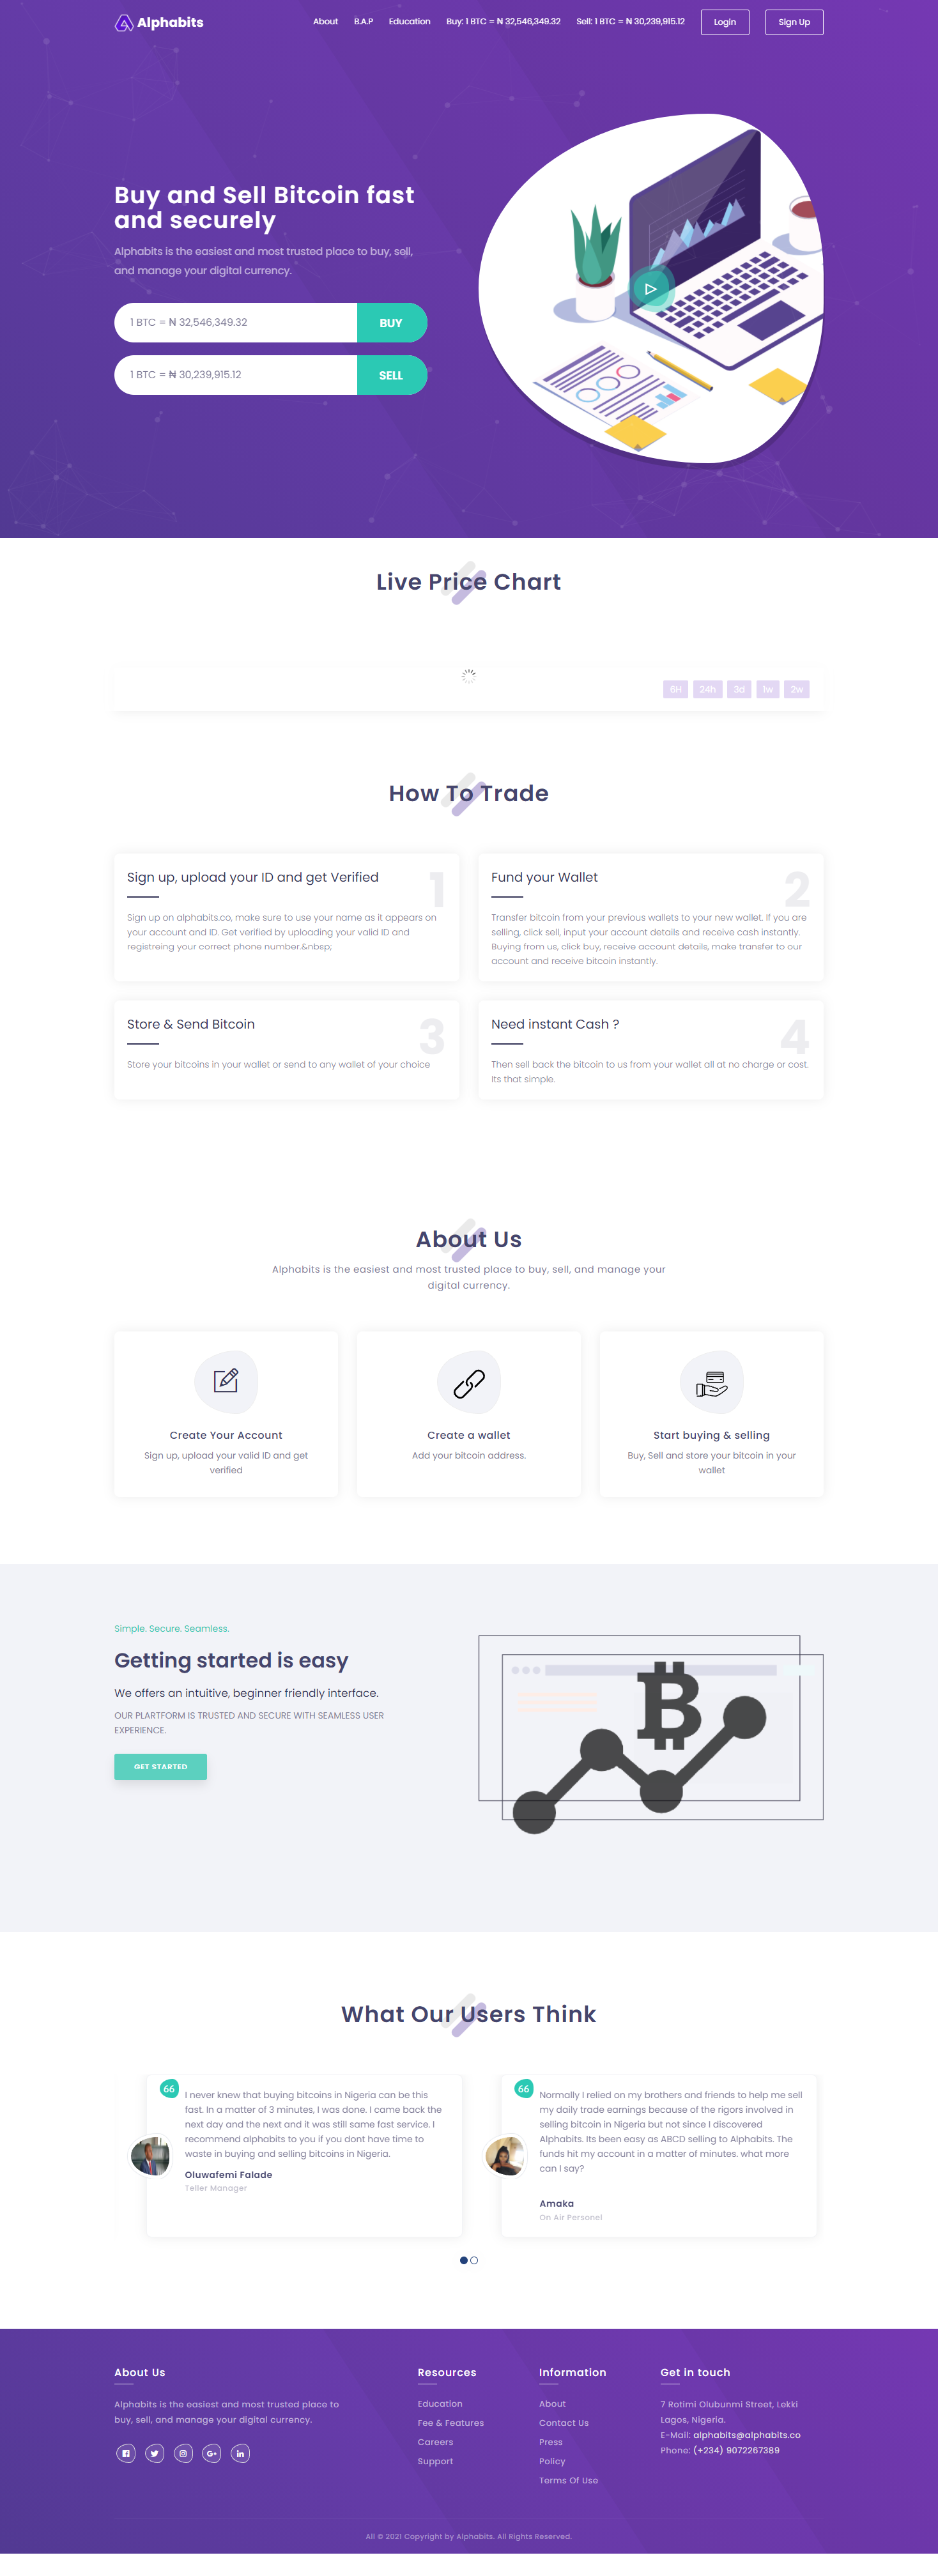 Alphabits
About B.A.P Education Buy: 1 BTC = ₦ 32,546,349.32 Sell: 1 BTC = ₦ 30,239,915.12 Login Sign Up
Buy and Sell Bitcoin fast
and securely
Alphabits is the easiest and most trusted place to buy, sell,
and manage your digital currency.
1 BTC = ₦ 32,546,349.32 BUY
1 BTC = ₦ 30,239,915.12 SELL
Live Price Chart
6H 24h 3d 1w 2w
How To Trade
Sign up, upload your ID and get Verified
1
Sign up on alphabits.co, make sure to use your name as it appears on
your account and ID. Get verified by uploading your valid ID and
registreing your correct phone number.&nbsp;
Fund your Wallet
2
Transfer bitcoin from your previous wallets to your new wallet. If you are
selling, click sell, input your account details and receive cash instantly.
Buying from us, click buy, receive account details, make transfer to our
account and receive bitcoin instantly.
Store & Send Bitcoin
3
Store your bitcoins in your wallet or send to any wallet of your choice
Need instant Cash ?
4
Then sell back the bitcoin to us from your wallet all at no charge or cost.
Its that simple.
About Us
Alphabits is the easiest and most trusted place to buy, sell, and manage your
digital currency.
Create Your Account
Sign up, upload your valid ID and get
verified
Create a wallet
Add your bitcoin address.
Start buying & selling
Buy, Sell and store your bitcoin in your
wallet
Simple. Secure. Seamless.
Getting started is easy
We offers an intuitive, beginner friendly interface.
OUR PLARTFORM IS TRUSTED AND SECURE WITH SEAMLESS USER
EXPERIENCE.
GET STARTED
What Our Users Think
I never knew that buying bitcoins in Nigeria can be this
fast. In a matter of 3 minutes, I was done. I came back the
next day and the next and it was still same fast service. I
recommend alphabits to you if you dont have time to
waste in buying and selling bitcoins in Nigeria.
Oluwafemi Falade
Teller Manager
Normally I relied on my brothers and friends to help me sell
my daily trade earnings because of the rigors involved in
selling bitcoin in Nigeria but not since I discovered
Alphabits. Its been easy as ABCD selling to Alphabits. The
funds hit my account in a matter of minutes. what more
can I say?
Amaka
On Air Personel
About Us
Alphabits is the easiest and most trusted place to
buy, sell, and manage your digital currency.
Resources
Education
Fee & Features
Careers
Support
Information
About
Contact Us
Press
Policy
Terms Of Use
Get in touch
7 Rotimi Olubunmi Street, Lekki
Lagos, Nigeria.
E-Mail: alphabits@alphabits.co
Phone: (+234) 9072267389
All © 2021 Copyright by Alphabits. All Rights Reserved.